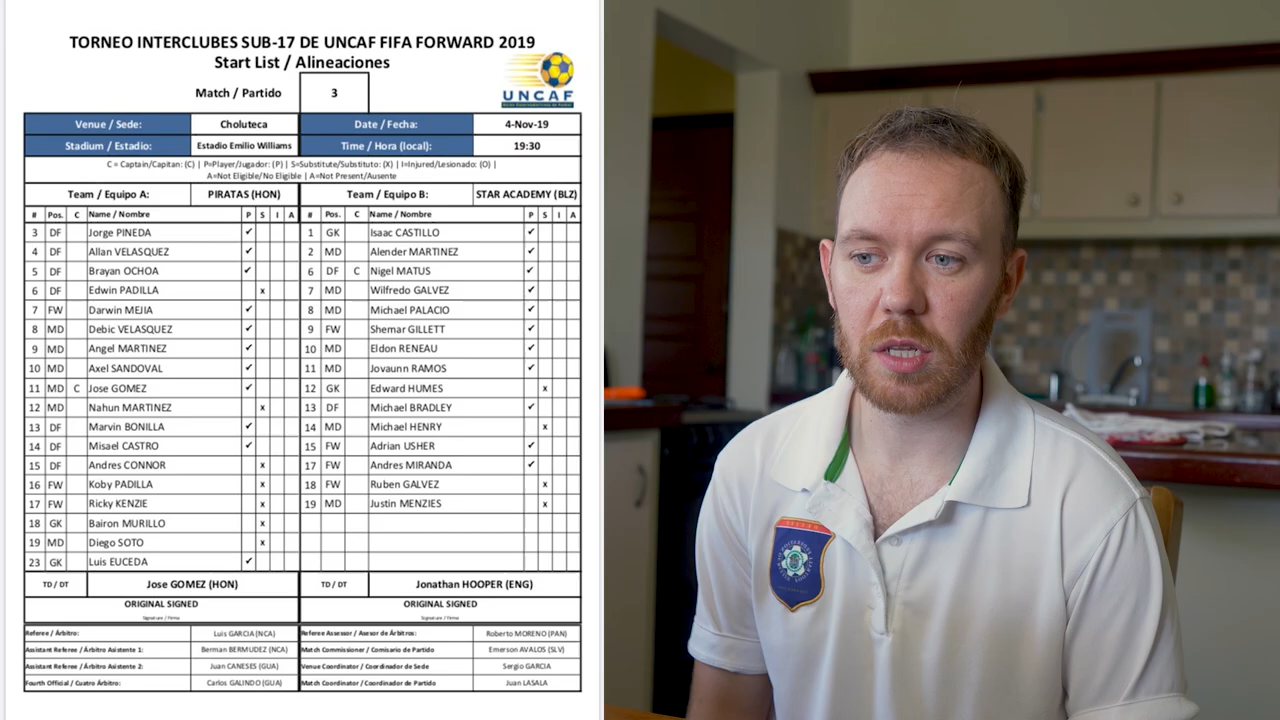 TORNEO INTERCLUBES SUB-17 DE UNCAF FIFA FORWARD 2019
Start List / Alineaciones
Match / Partido 3
UNCAF
Venue / Sede: Choluteca Date / Fecha: 4-Nov-19
Stadium / Estadio: Estadio Emilio Williams Time / Hora (local): 19:30
C = Captain/Capitan: (C) | P=Player/Jugador: (P) | S=Substitute/Substituto: (X) | I=Injured/Lesionado: (O) |
A=Not Eligible/No Eligible | A=Not Present/Ausente
Team / Equipo A: PIRATAS (HON) Team / Equipo B: STAR ACADEMY (BLZ)
# Pos. C Name / Nombre P S I A # Pos. C Name / Nombre P S I A
3 DF Jorge PINEDA ✓ 1 GK Isaac CASTILLO ✓
4 DF Allan VELASQUEZ ✓ 2 MD Alender MARTINEZ ✓
5 DF Brayan OCHOA ✓ 6 DF C Nigel MATUS ✓
6 DF Edwin PADILLA x 7 MD Wilfredo GALVEZ ✓
7 FW Darwin MEJIA ✓ 8 MD Michael PALACIO ✓
8 MD Debic VELASQUEZ ✓ 9 FW Shemar GILLETT ✓
9 MD Angel MARTINEZ ✓ 10 MD Eldon RENEAU ✓
10 MD Axel SANDOVAL ✓ 11 MD Jovaunn RAMOS ✓
11 MD C Jose GOMEZ ✓ 12 GK Edward HUMES x
12 MD Nahun MARTINEZ x 13 DF Michael BRADLEY ✓
13 DF Marvin BONILLA ✓ 14 MD Michael HENRY x
14 DF Misael CASTRO ✓ 15 FW Adrian USHER ✓
15 DF Andres CONNOR x 17 FW Andres MIRANDA ✓
16 FW Koby PADILLA x 18 FW Ruben GALVEZ x
17 FW Ricky KENZIE x 19 MD Justin MENZIES x
18 GK Bairon MURILLO x
19 MD Diego SOTO x
23 GK Luis EUCEDA ✓
TD / DT Jose GOMEZ (HON) TD / DT Jonathan HOOPER (ENG)
ORIGINAL SIGNED ORIGINAL SIGNED
Signature / Firma Signature / Firma
Referee / Árbitro: Luis GARCIA (NCA) Referee Assessor / Asesor de Árbitros: Roberto MORENO (PAN)
Assistant Referee / Árbitro Asistente 1: Berman BERMUDEZ (NCA) Match Commissioner / Comisario de Partido Emerson AVALOS (SLV)
Assistant Referee / Árbitro Asistente 2: Juan CANESES (GUA) Venue Coordinator / Coordinador de Sede Sergio GARCIA
Fourth Official / Cuatro Árbitro: Carlos GALINDO (GUA) Match Coordinator / Coordinador de Partido Juan LASALA